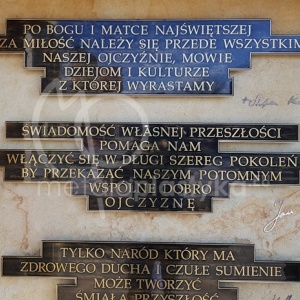 PO BOGU I MATCE NAJŚWIĘTSZEJ
ZA MIŁOŚĆ NALEŻY SIĘ PRZEDE WSZYSTKIM
NASZEJ OJCZYŹNIE, MOWIE
DZIEJOM I KULTURZE
Z KTÓREJ WYRASTAMY
ŚWIADOMOŚĆ WŁASNEJ PRZESZŁOŚCI
POMAGA NAM
WŁĄCZYĆ SIĘ W DŁUGI SZEREG POKOLEŃ
BY PRZEKAZAĆ NASZYM POTOMNYM
WSPÓLNE DOBRO
OJCZYZNĘ
TYLKO NARÓD KTÓRY MA
ZDROWEGO DUCHA I CZUŁE SUMIENIE
MOŻE TWORZYĆ
ŚMIAŁĄ PRZYSZŁOŚĆ